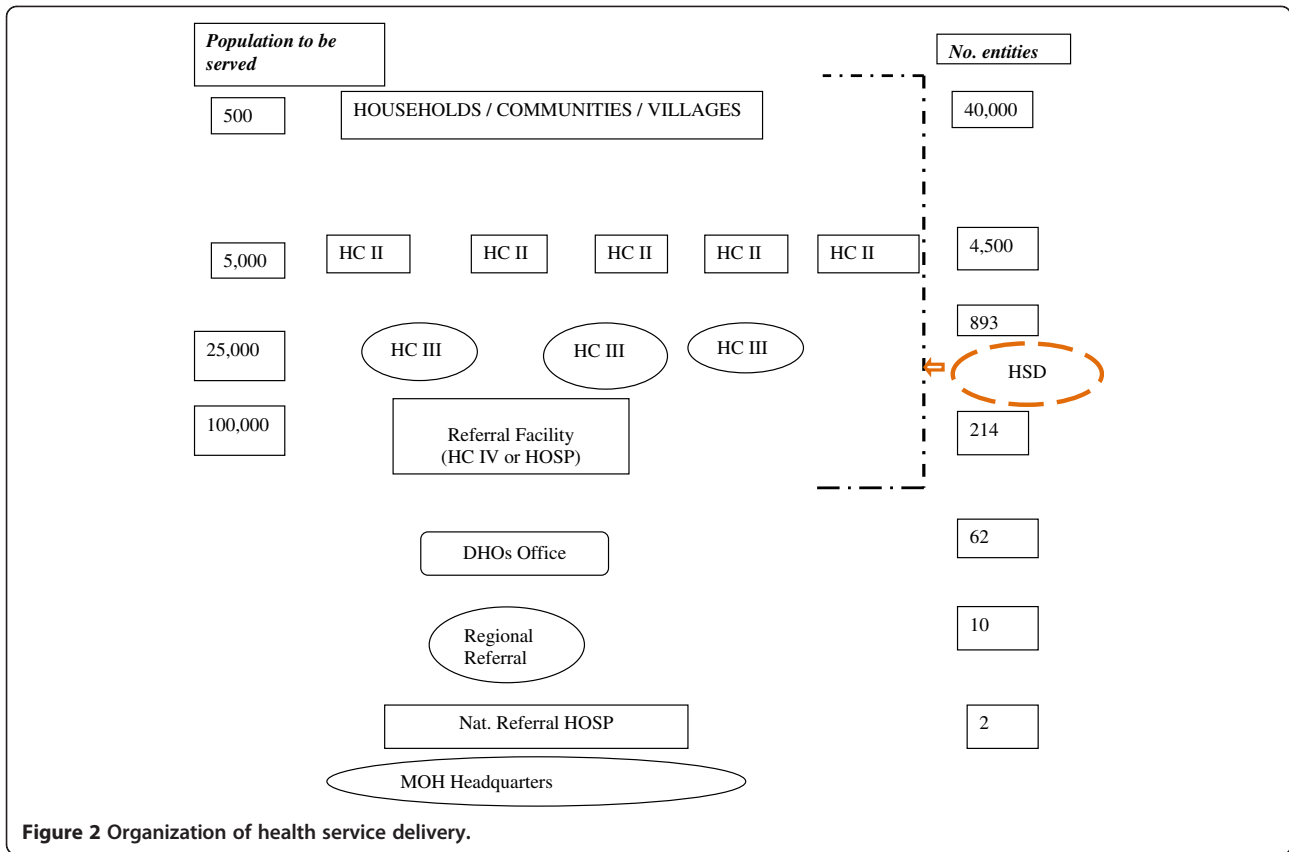 Population to be
served
No. entities
500
HOUSEHOLDS / COMMUNITIES / VILLAGES
40,000
5,000
HC II
HC II
HC II
HC II
HC II
4,500
25,000
HC III
HC III
HC III
893
HSD
100,000
Referral Facility
(HC IV or HOSP)
214
DHOs Office
62
Regional
Referral
10
Nat. Referral HOSP
2
MOH Headquarters
Figure 2 Organization of health service delivery.